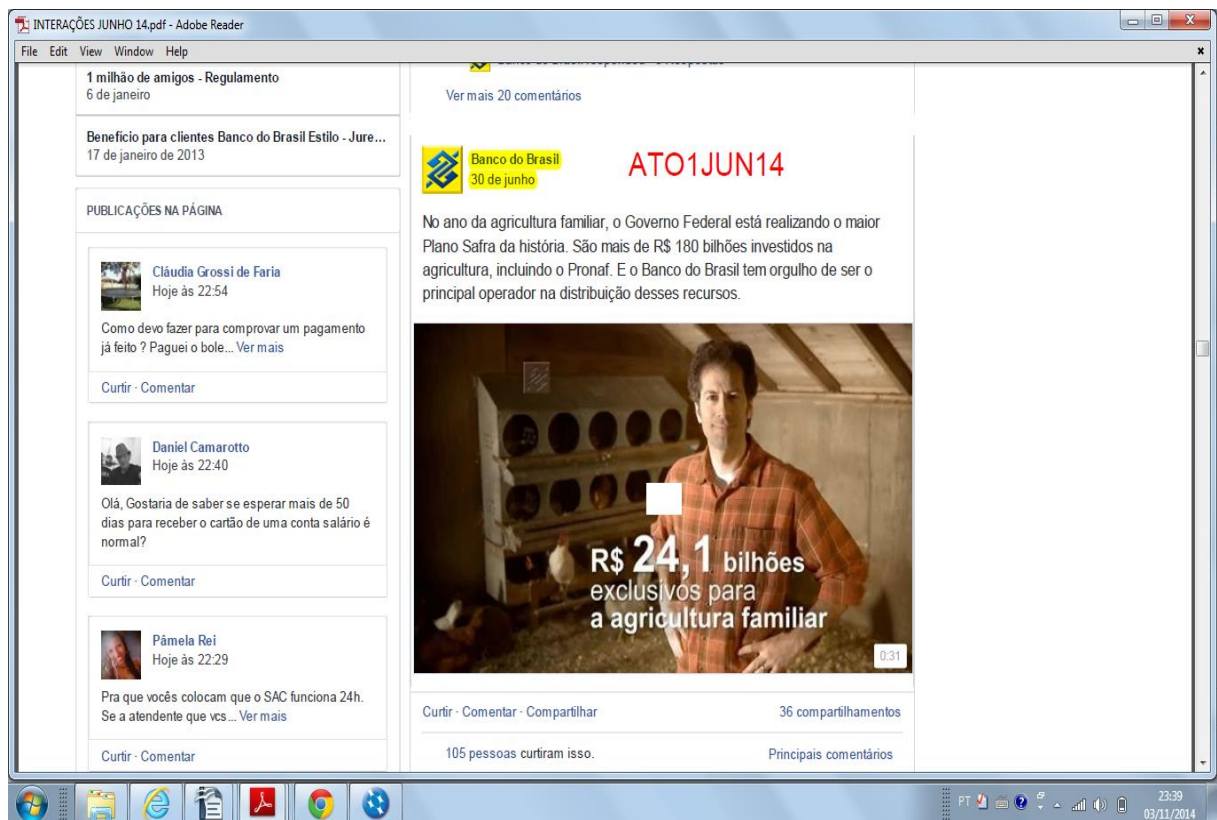 INTERAÇÕES JUNHO 14.pdf - Adobe Reader
File Edit View Window Help
1 milhão de amigos - Regulamento
6 de janeiro
Benefício para clientes Banco do Brasil Estilo - Jure...
17 de janeiro de 2013
PUBLICAÇÕES NA PÁGINA
Cláudia Grossi de Faria
Hoje às 22:54
Como devo fazer para comprovar um pagamento
já feito ? Paguei o bole... Ver mais
Curtir · Comentar
Daniel Camarotto
Hoje às 22:40
Olá, Gostaria de saber se esperar mais de 50
dias para receber o cartão de uma conta salário é
normal?
Curtir · Comentar
Pâmela Rei
Hoje às 22:29
Pra que vocês colocam que o SAC funciona 24h.
Se a atendente que vcs... Ver mais
Curtir · Comentar
Ver mais 20 comentários
Banco do Brasil
30 de junho
ATO1JUN14
No ano da agricultura familiar, o Governo Federal está realizando o maior
Plano Safra da história. São mais de R$ 180 bilhões investidos na
agricultura, incluindo o Pronaf. E o Banco do Brasil tem orgulho de ser o
principal operador na distribuição desses recursos.
R$ 24,1 bilhões
exclusivos para
a agricultura familiar
0:31
Curtir · Comentar · Compartilhar
36 compartilhamentos
105 pessoas curtiram isso.
Principais comentários
PT
23:39
03/11/2014